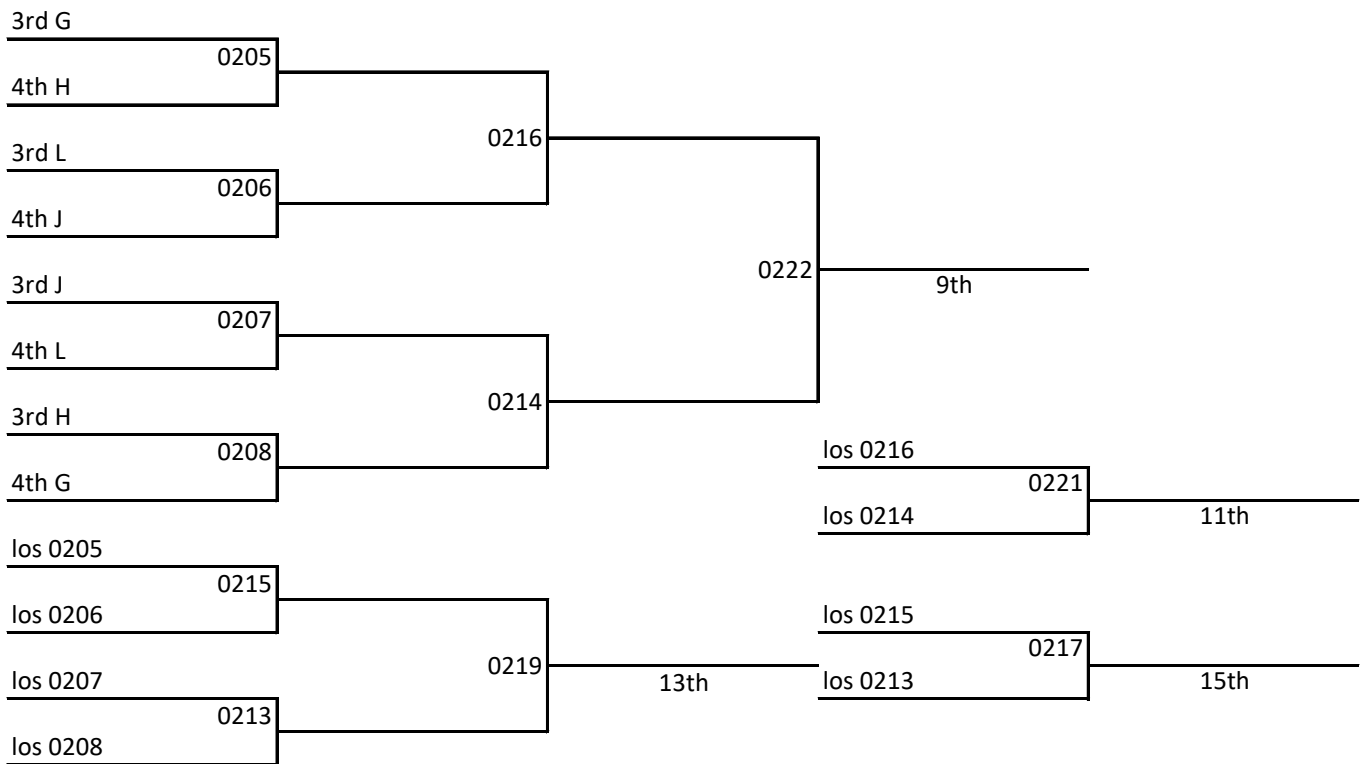 3rd G
0205
4th H
0216
3rd L
0206
4th J
0222
9th
3rd J
0207
4th L
0214
3rd H
0208
4th G
los 0216
0221
los 0214
11th
los 0205
0215
los 0206
0219
13th
los 0207
0213
los 0208
los 0215
0217
los 0213
15th